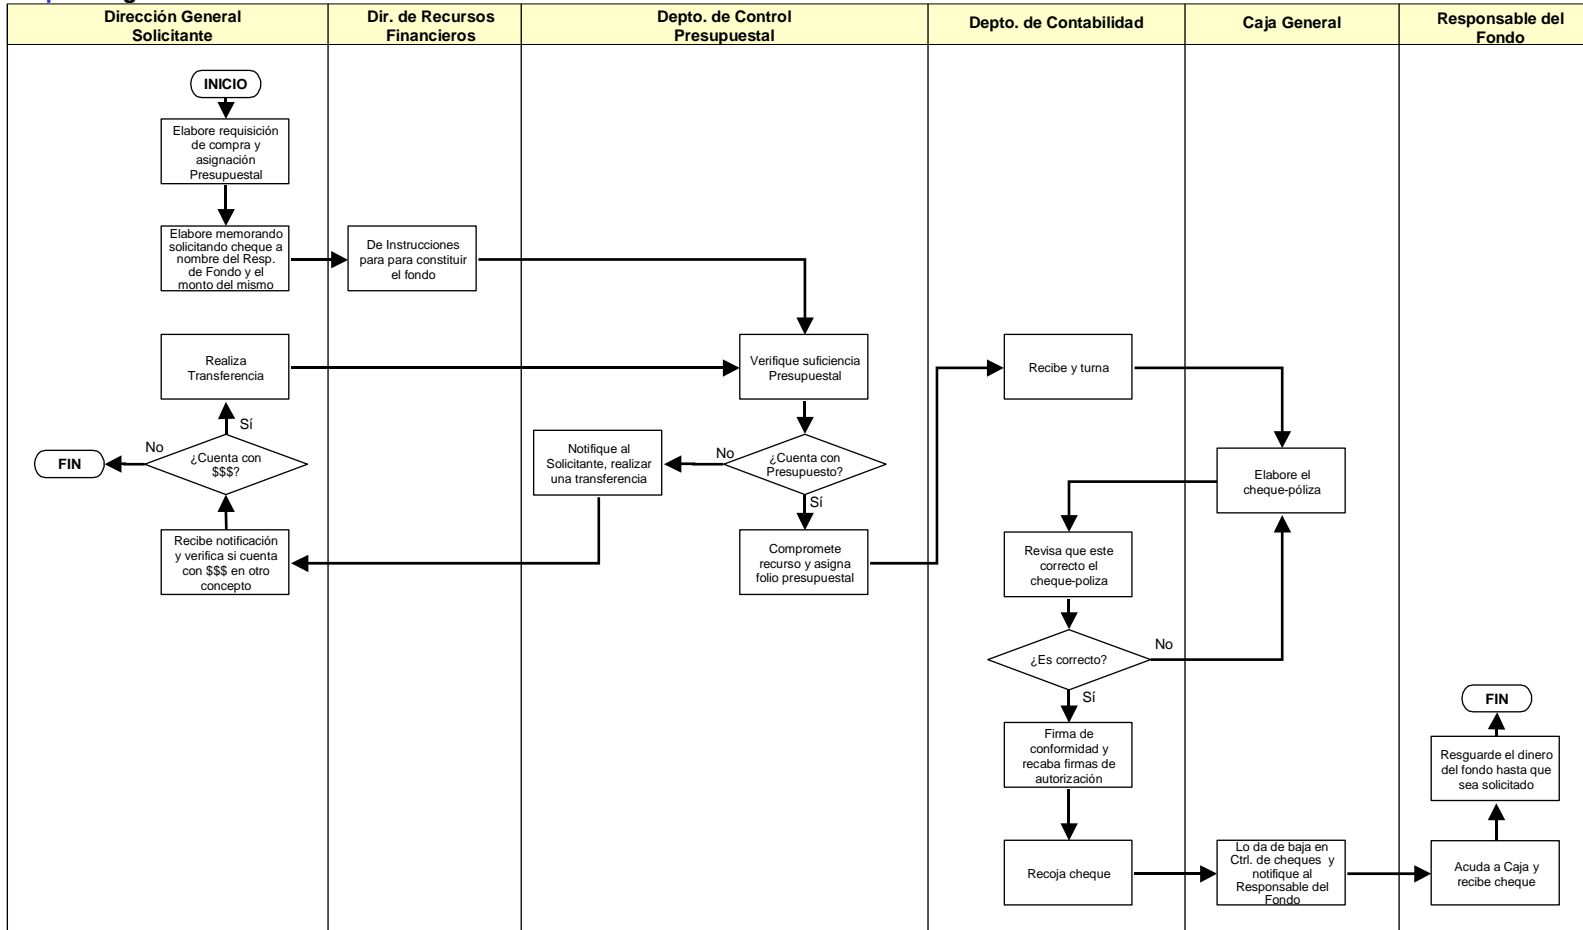 Dirección General
Solicitante
Dir. de Recursos
Financieros
Depto. de Control
Presupuestal
Depto. de Contabilidad
Caja General
Responsable del
Fondo
INICIO
Elabore requisición
de compra y
asignación
Presupuestal
Elabore memorando
solicitando cheque a
nombre del Resp.
de Fondo y el
monto del mismo
De Instrucciones
para para constituir
el fondo
Realiza
Transferencia
Verifique suficiencia
Presupuestal
Recibe y turna
Sí
No
¿Cuenta con
$$$?
FIN
Notifique al
Solicitante, realizar
una transferencia
No
¿Cuenta con
Presupuesto?
Sí
Elabore el
cheque-póliza
Recibe notificación
y verifica si cuenta
con $$$ en otro
concepto
Compromete
recurso y asigna
folio presupuestal
Revisa que este
correcto el
cheque-poliza
¿Es correcto?
No
Sí
Firma de
conformidad y
recaba firmas de
autorización
FIN
Resguarde el dinero
del fondo hasta que
sea solicitado
Recoja cheque
Lo da de baja en
Ctrl. de cheques y
notifique al
Responsable del
Fondo
Acuda a Caja y
recibe cheque